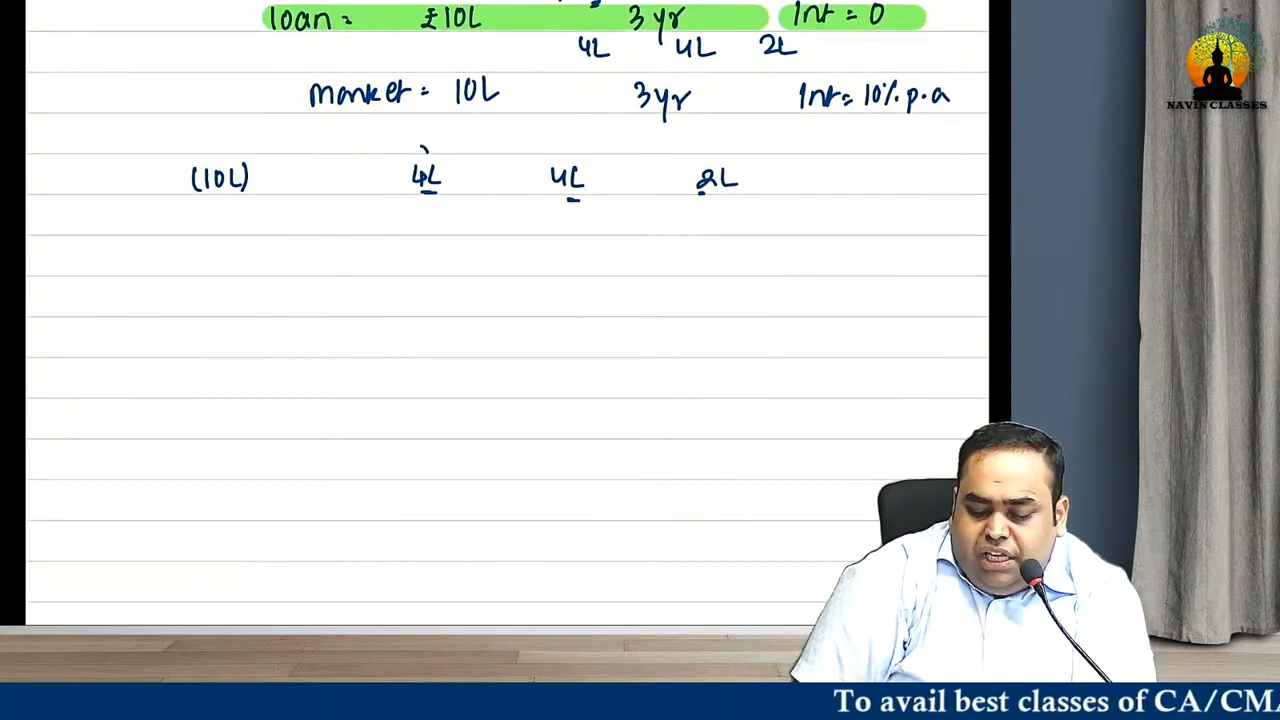 loan = ₹10L 3yr Int = 0
4L 4L 2L
market = 10L 3yr Int = 10% p.a
(10L) 4L 4L 2L
NAVIN CLASSES
To avail best classes of CA/CMA